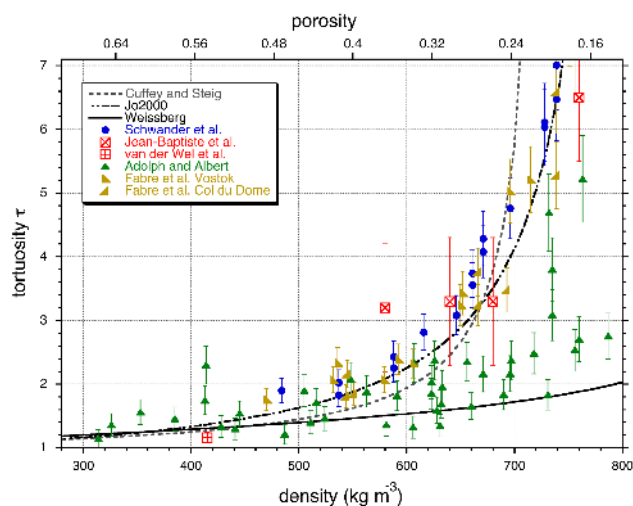 porosity
0.64 0.56 0.48 0.4 0.32 0.24 0.16
7
6
5
4
3
2
1
tortuosity τ
Cuffey and Steig
Jo2000
Weissberg
Schwander et al.
Jean-Baptiste et al.
van der Wel et al.
Adolph and Albert
Fabre et al. Vostok
Fabre et al. Col du Dome
300 400 500 600 700 800
density (kg m⁻³)